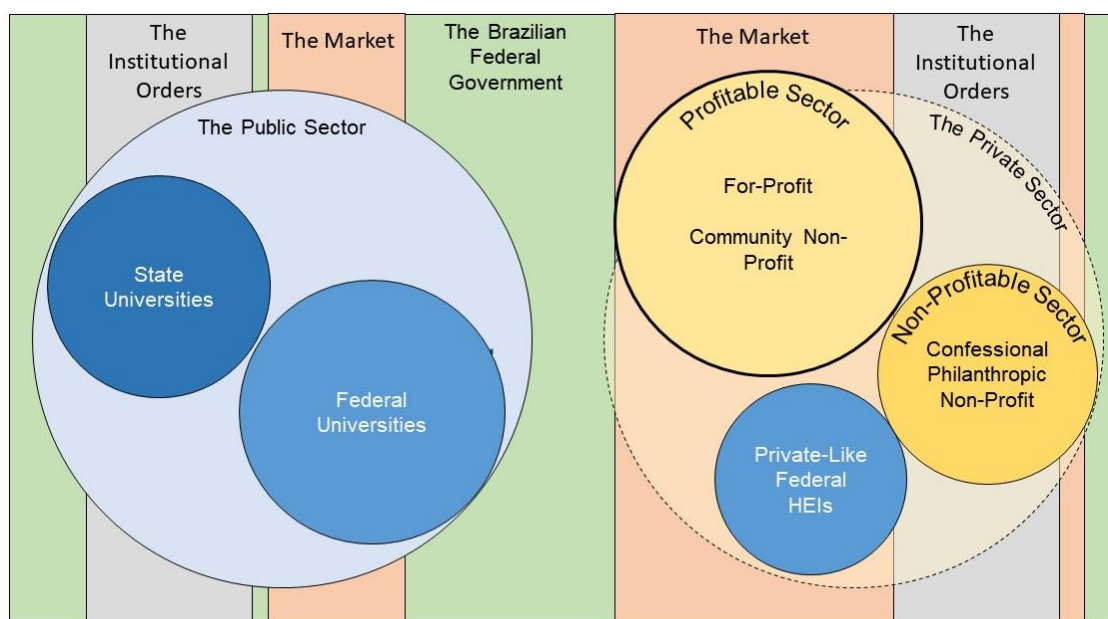 The
Institutional
Orders
The Market
The Brazilian
Federal
Government
The Public Sector
State
Universities
Federal
Universities
The Market
The
Institutional
Orders
Profitable Sector
For-Profit
Community Non-
Profit
The Private Sector
Non-Profitable Sector
Confessional
Philanthropic
Non-Profit
Private-Like
Federal
HEIs